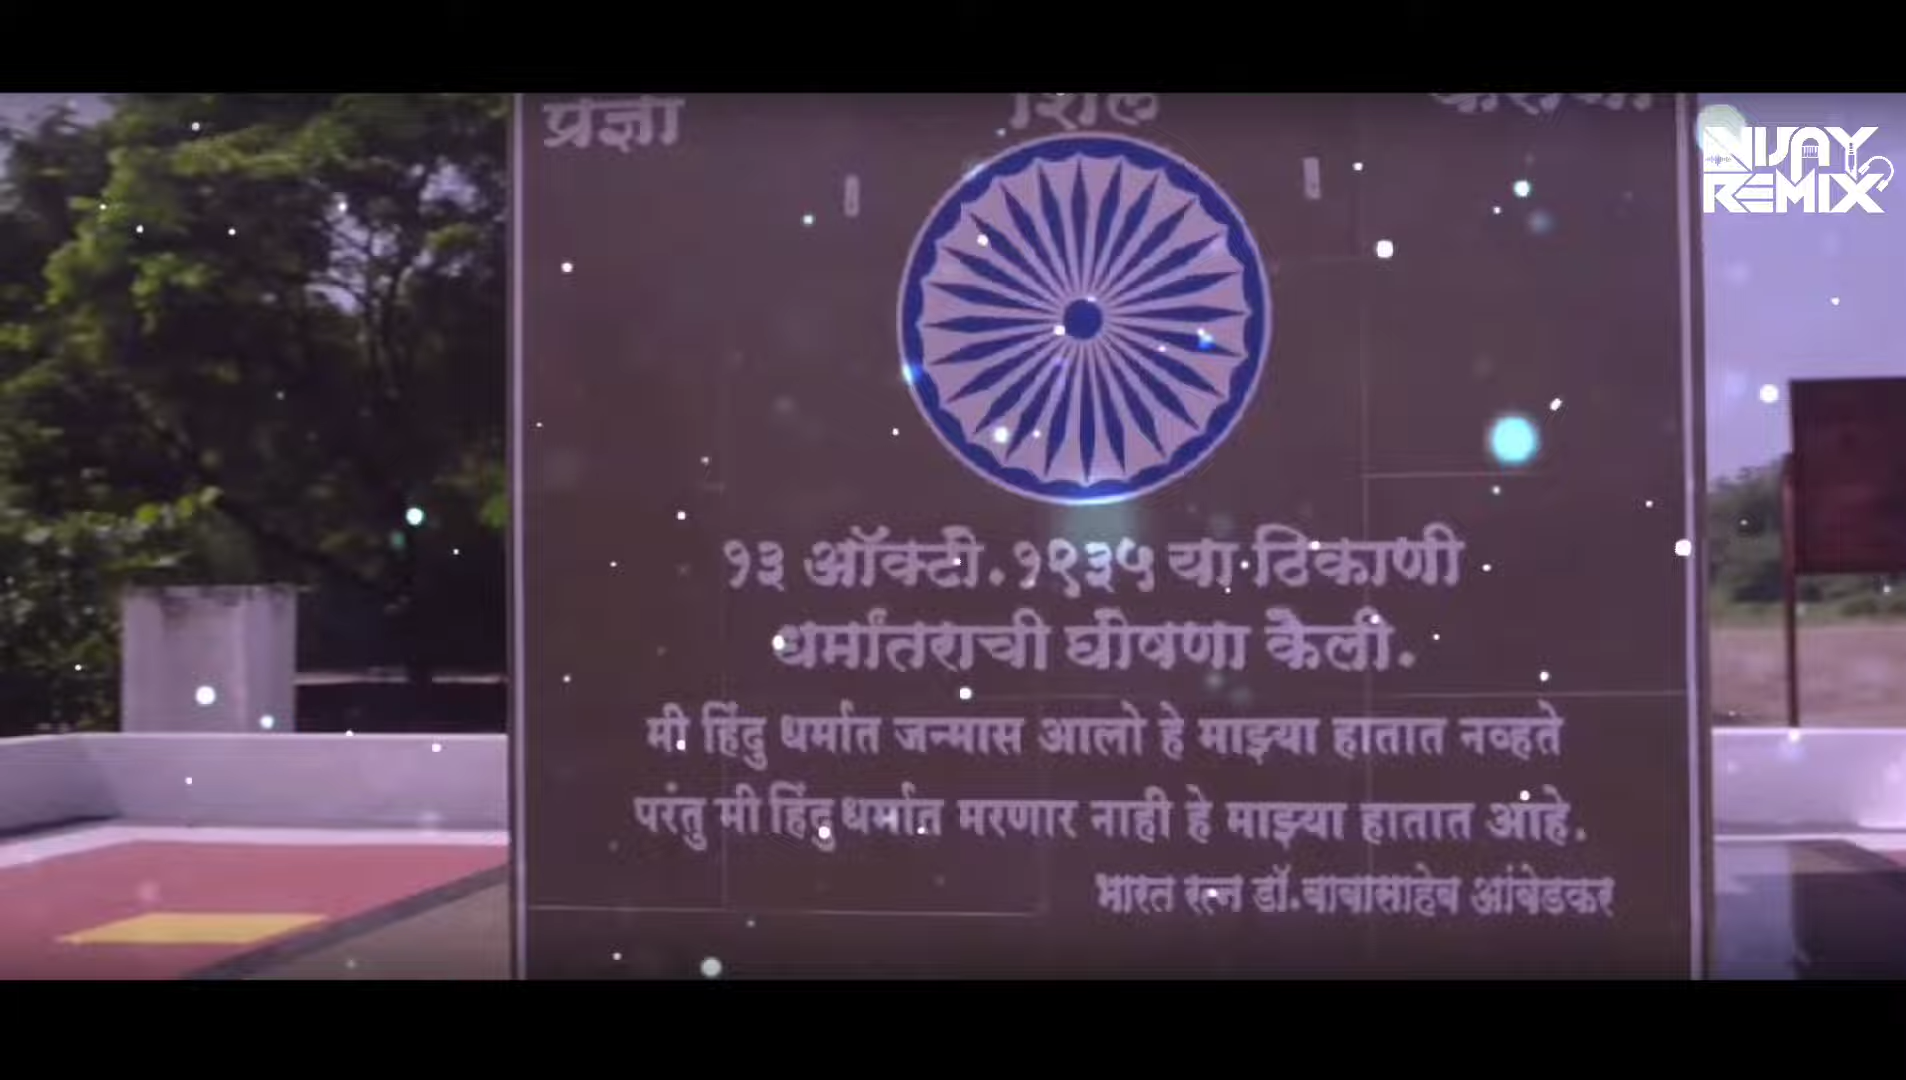 प्रज्ञा शिल करूणा
NIJAY
REMIX
१३ ऑक्टो.१९३५ या ठिकाणी
धर्मांतराची घोषणा केली.
मी हिंदु धर्मात जन्मास आलो हे माझ्या हातात नव्हते
परंतु मी हिंदु धर्मात मरणार नाही हे माझ्या हातात आहे.
भारत रत्न डॉ.बाबासाहेब आंबेडकर